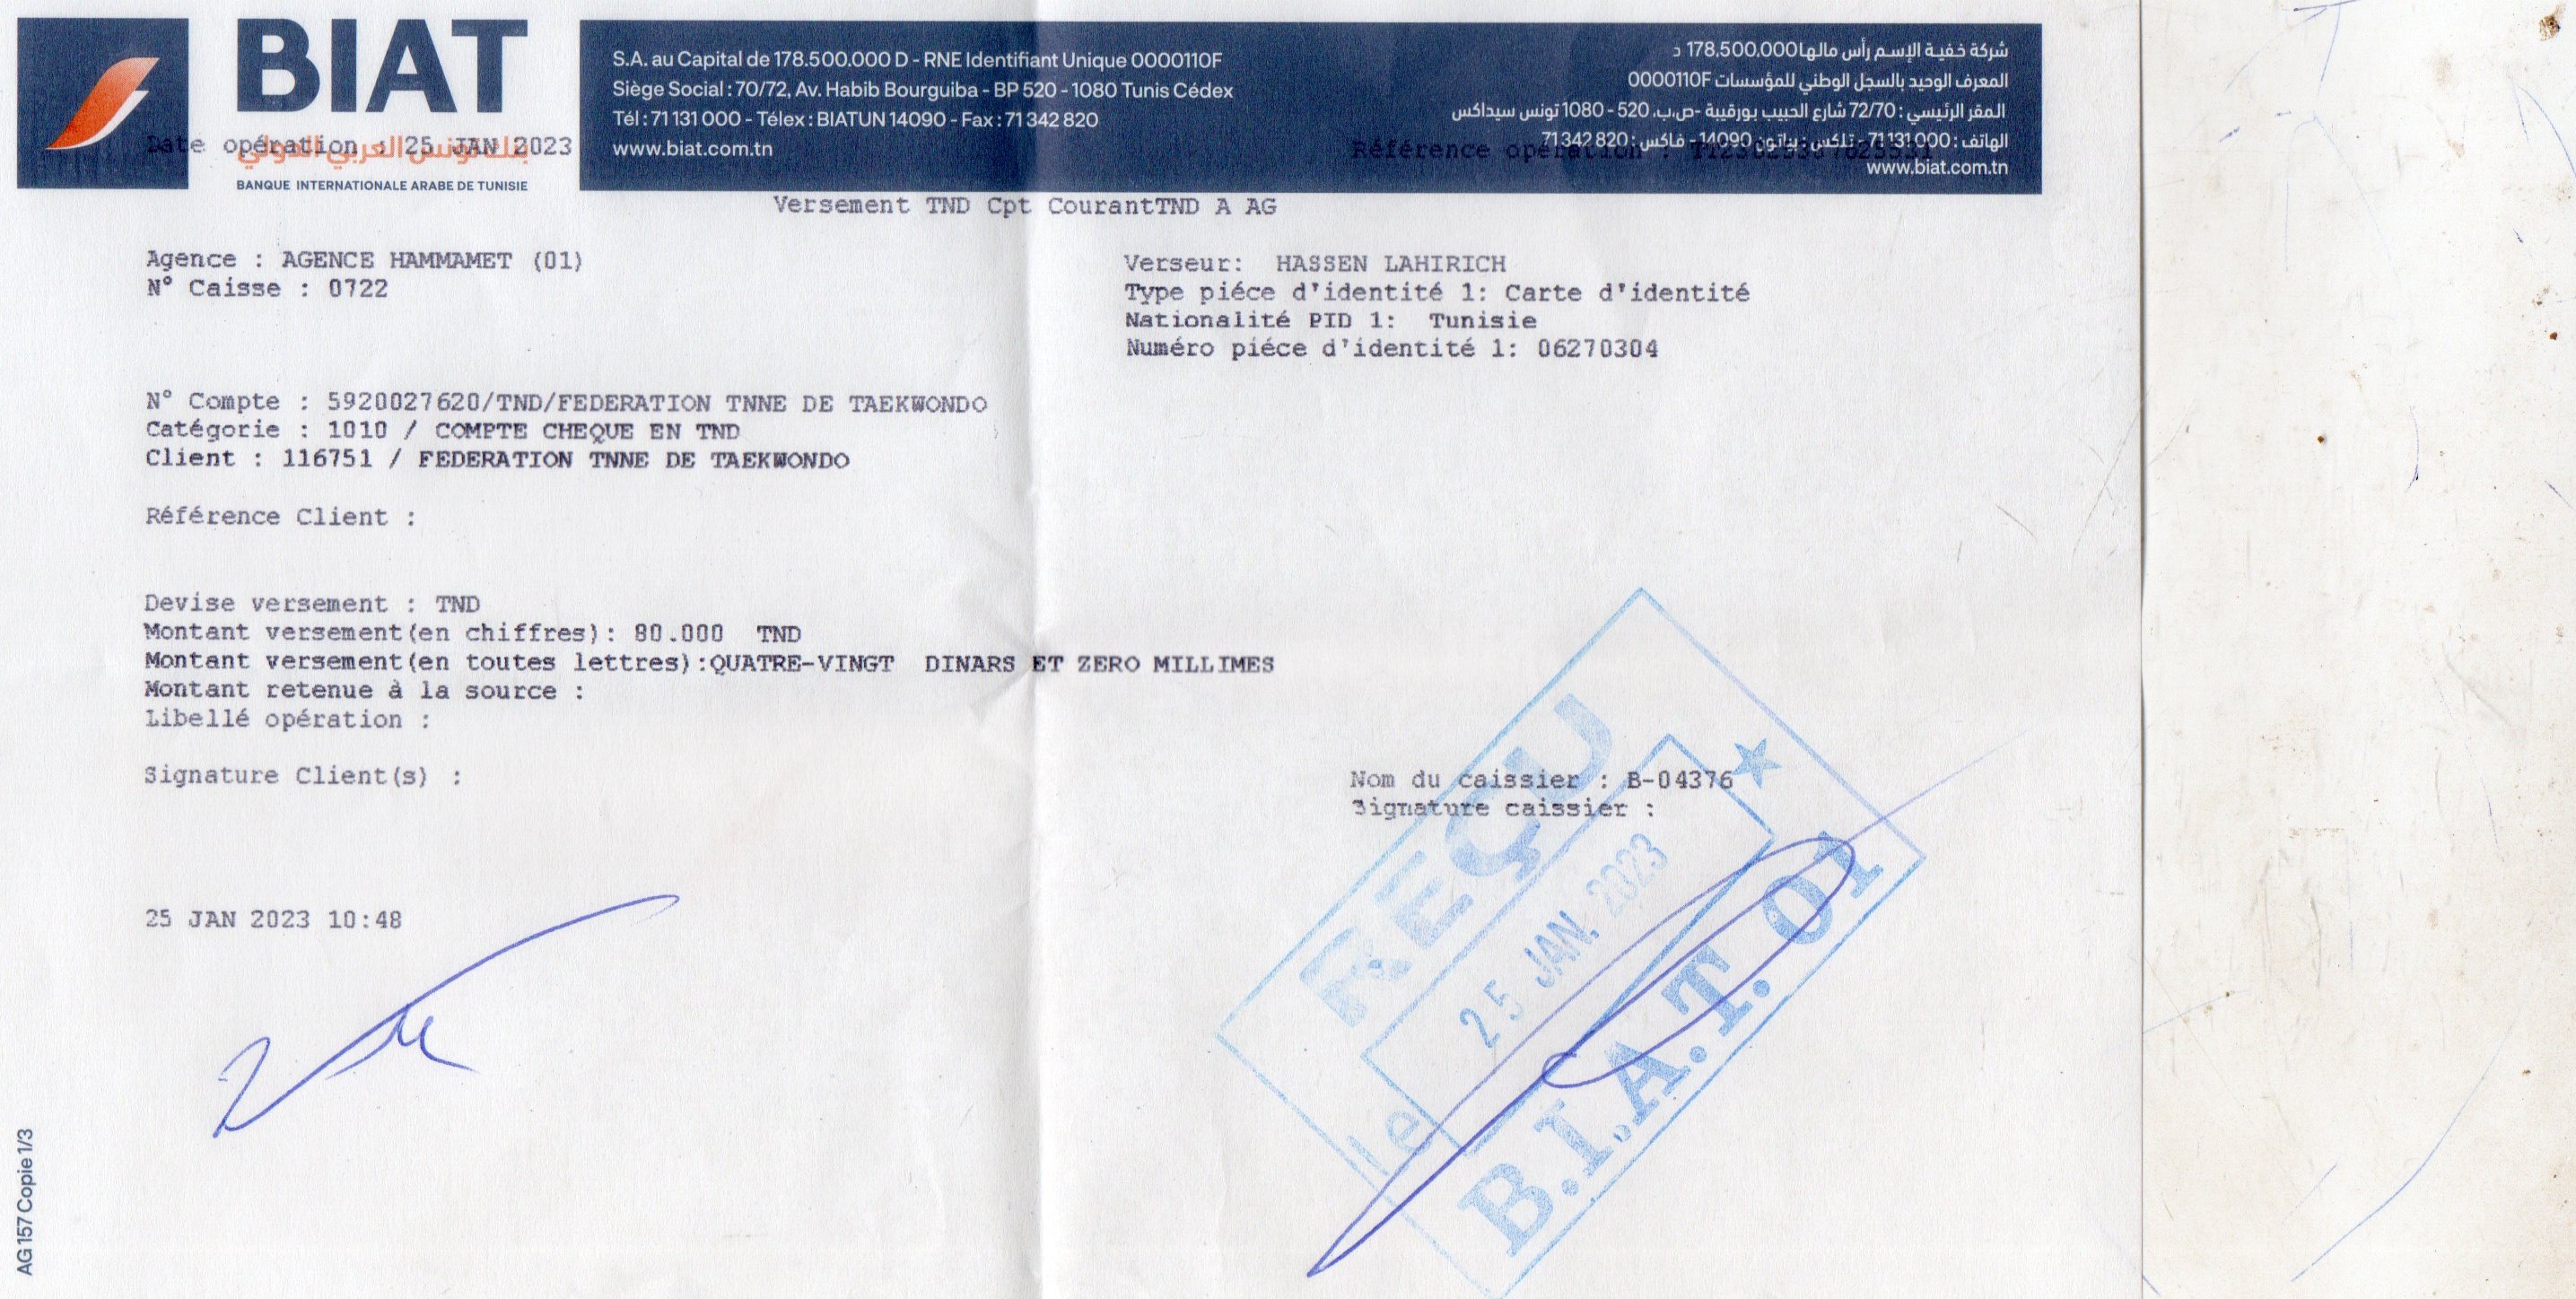 BIAT
بنك تونس العربي الدولي
BANQUE INTERNATIONALE ARABE DE TUNISIE
S.A. au Capital de 178.500.000 D - RNE Identifiant Unique 0000110F
Siège Social : 70/72, Av. Habib Bourguiba - BP 520 - 1080 Tunis Cédex
Tél : 71 131 000 - Télex : BIATUN 14090 - Fax : 71 342 820
www.biat.com.tn
شركة خفية الإسم رأس مالها 178.500.000 د
المعرف الوحيد بالسجل الوطني للمؤسسات 0000110F
المقر الرئيسي : 72/70 شارع الحبيب بورقيبة -ص.ب. 520 - 1080 تونس سيداكس
الهاتف : 71 131 000 - تلكس : بياتون 14090 - فاكس : 71 342 820
www.biat.com.tn
Date opération : 25 JAN 2023
Référence opération :
Versement TND Cpt CourantTND A AG
Agence : AGENCE HAMMAMET (01)
N° Caisse : 0722
Verseur: HASSEN LAHIRICH
Type piéce d'identité 1: Carte d'identité
Nationalité PID 1: Tunisie
Numéro piéce d'identité 1: 06270304
N° Compte : 5920027620/TND/FEDERATION TNNE DE TAEKWONDO
Catégorie : 1010 / COMPTE CHEQUE EN TND
Client : 116751 / FEDERATION TNNE DE TAEKWONDO
Référence Client :
Devise versement : TND
Montant versement(en chiffres): 80.000 TND
Montant versement(en toutes lettres):QUATRE-VINGT DINARS ET ZERO MILLIMES
Montant retenue à la source :
Libellé opération :
Signature Client(s) :
Nom du caissier : B-04376
Signature caissier :
25 JAN 2023 10:48
REÇU
le 25 JAN. 2023
B.I.A.T. 01
AG 157 Copie 1/3